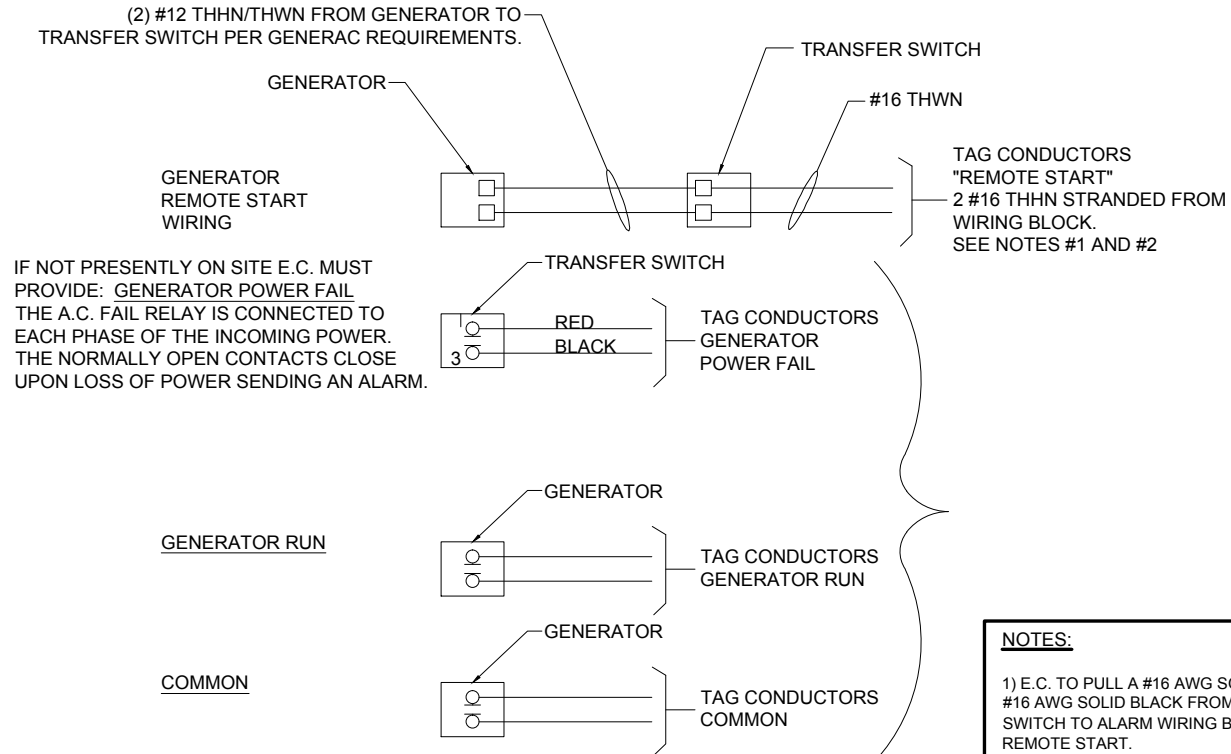 (2) #12 THHN/THWN FROM GENERATOR TO
TRANSFER SWITCH PER GENERAC REQUIREMENTS.
GENERATOR
TRANSFER SWITCH
#16 THWN
GENERATOR
REMOTE START
WIRING
TAG CONDUCTORS
"REMOTE START"
2 #16 THHN STRANDED FROM
WIRING BLOCK.
SEE NOTES #1 AND #2
IF NOT PRESENTLY ON SITE E.C. MUST
PROVIDE: GENERATOR POWER FAIL
THE A.C. FAIL RELAY IS CONNECTED TO
EACH PHASE OF THE INCOMING POWER.
THE NORMALLY OPEN CONTACTS CLOSE
UPON LOSS OF POWER SENDING AN ALARM.
TRANSFER SWITCH
1
3
RED
BLACK
TAG CONDUCTORS
GENERATOR
POWER FAIL
GENERATOR RUN
GENERATOR
TAG CONDUCTORS
GENERATOR RUN
COMMON
GENERATOR
TAG CONDUCTORS
COMMON
NOTES:
1) E.C. TO PULL A #16 AWG
#16 AWG SOLID BLACK FROM
SWITCH TO ALARM WIRING
REMOTE START.